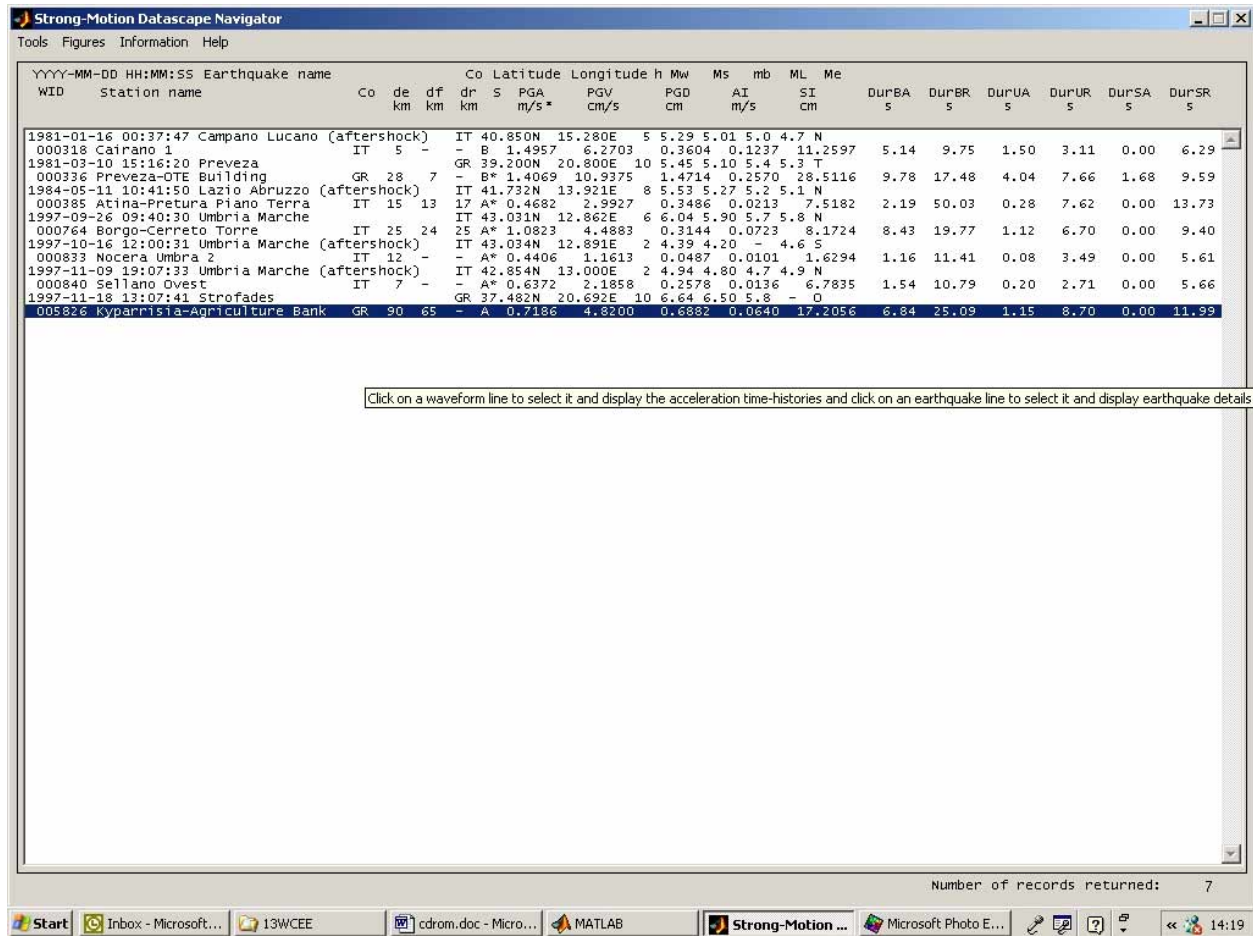 Strong-Motion Datascape Navigator
Tools Figures Information Help
YYYY-MM-DD HH:MM:SS Earthquake name Co Latitude Longitude h Mw Ms mb ML Me
WID Station name Co de df dr S PGA PGV PGD AI SI DurBA DurBR DurUA DurUR DurSA DurSR
km km km m/s* cm/s cm m/s cm s s s s s s
1981-01-16 00:37:47 Campano Lucano (aftershock) IT 40.850N 15.280E 5 5.29 5.01 5.0 4.7 N
000318 Cairano 1 IT 5 - - B 1.4957 6.2703 0.3604 0.1237 11.2597 5.14 9.75 1.50 3.11 0.00 6.29
1981-03-10 15:16:20 Preveza GR 39.200N 20.800E 10 5.45 5.10 5.4 5.3 T
000336 Preveza-OTE Building GR 28 7 - B* 1.4069 10.9375 1.4714 0.2570 28.5116 9.78 17.48 4.04 7.66 1.68 9.59
1984-05-11 10:41:50 Lazio Abruzzo (aftershock) IT 41.732N 13.921E 8 5.53 5.27 5.2 5.1 N
000385 Atina-Pretura Piano Terra IT 15 13 17 A* 0.4682 2.9927 0.3486 0.0213 7.5182 2.19 50.03 0.28 7.62 0.00 13.73
1997-09-26 09:40:30 Umbria Marche IT 43.031N 12.862E 6 6.04 5.90 5.7 5.8 N
000764 Borgo-Cerreto Torre IT 25 24 25 A* 1.0823 4.4883 0.3144 0.0723 8.1724 8.43 19.77 1.12 6.70 0.00 9.40
1997-10-16 12:00:31 Umbria Marche (aftershock) IT 43.034N 12.891E 2 4.39 4.20 - 4.6 S
000833 Nocera Umbra 2 IT 12 - - A* 0.4406 1.1613 0.0487 0.0101 1.6294 1.16 11.41 0.08 3.49 0.00 5.61
1997-11-09 19:07:33 Umbria Marche (aftershock) IT 42.854N 13.000E 2 4.94 4.80 4.7 4.9 N
000840 Sellano Ovest IT 7 - - A* 0.6372 2.1858 0.2578 0.0136 6.7835 1.54 10.79 0.20 2.71 0.00 5.66
1997-11-18 13:07:41 Strofades GR 37.482N 20.692E 10 6.64 6.50 5.8 - O
005826 Kyparrisia-Agriculture Bank GR 90 65 - A 0.7186 4.8200 0.6882 0.0640 17.2056 6.84 25.09 1.15 8.70 0.00 11.99
Click on a waveform line to select it and display the acceleration time-histories and click on an earthquake line to select it and display earthquake details
Number of records returned: 7
Start Inbox - Microsoft... 13WCEE cdrom.doc - Micro... MATLAB Strong-Motion ... Microsoft Photo E... « 14:19